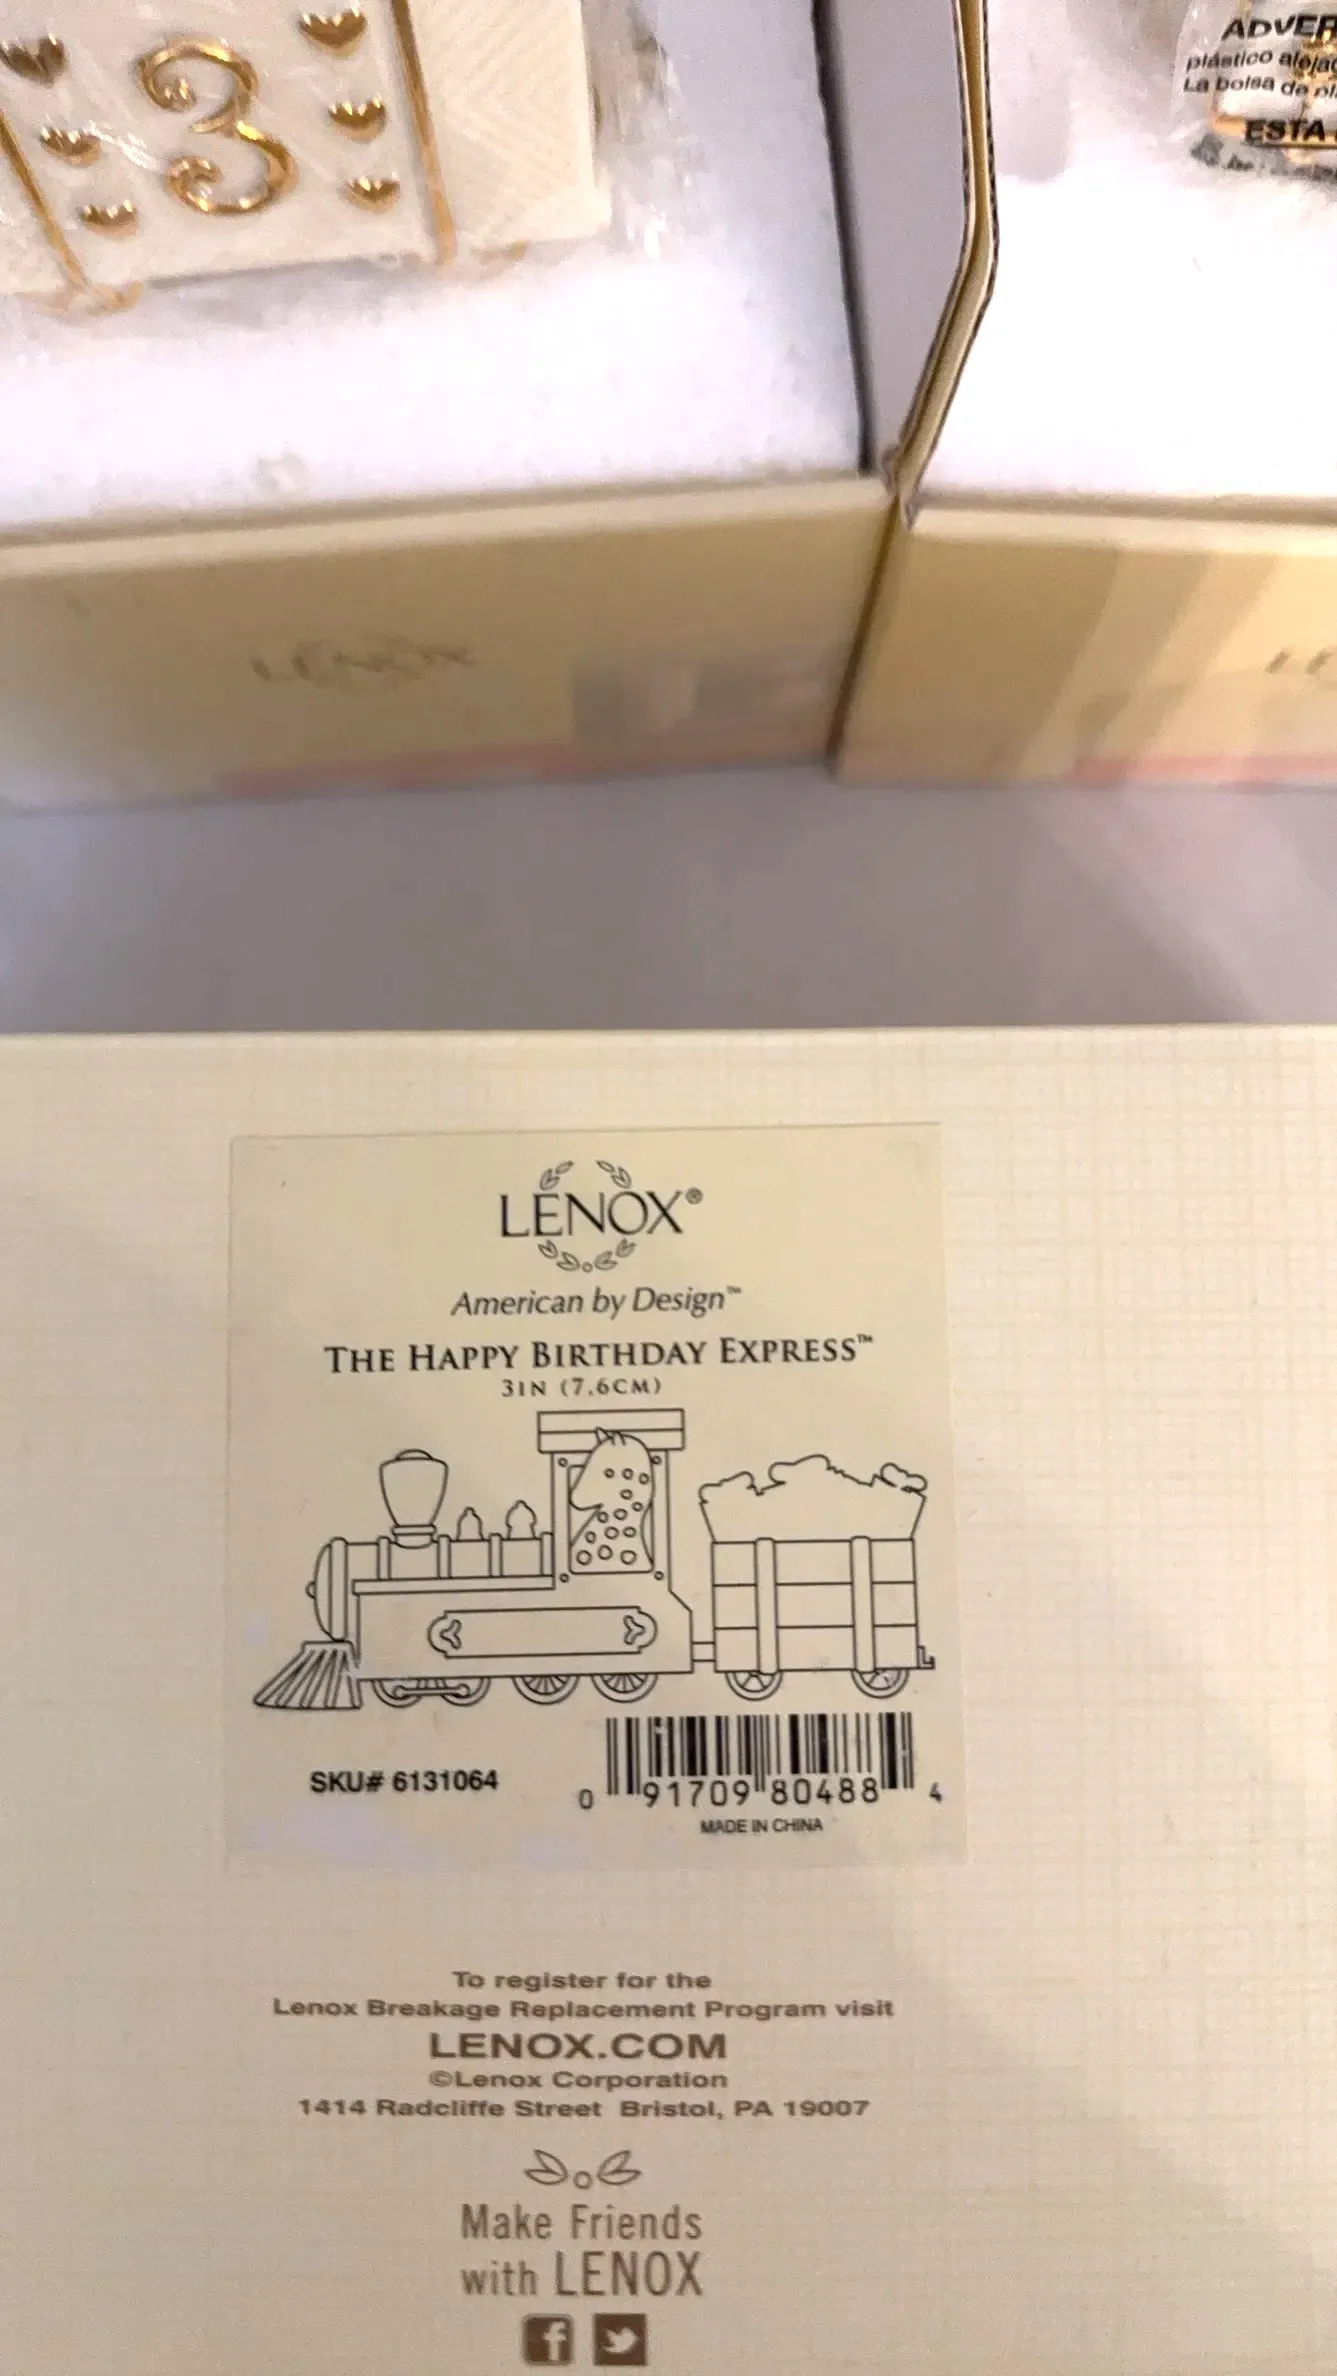 3
ADVER
plástico aleja
La bolsa de pl
ESTA
LENOX
LE
LENOX®
American by Design™
THE HAPPY BIRTHDAY EXPRESS™
3IN (7.6CM)
SKU# 6131064
0 91709 80488 4
MADE IN CHINA
To register for the
Lenox Breakage Replacement Program visit
LENOX.COM
©Lenox Corporation
1414 Radcliffe Street Bristol, PA 19007
Make Friends
with LENOX